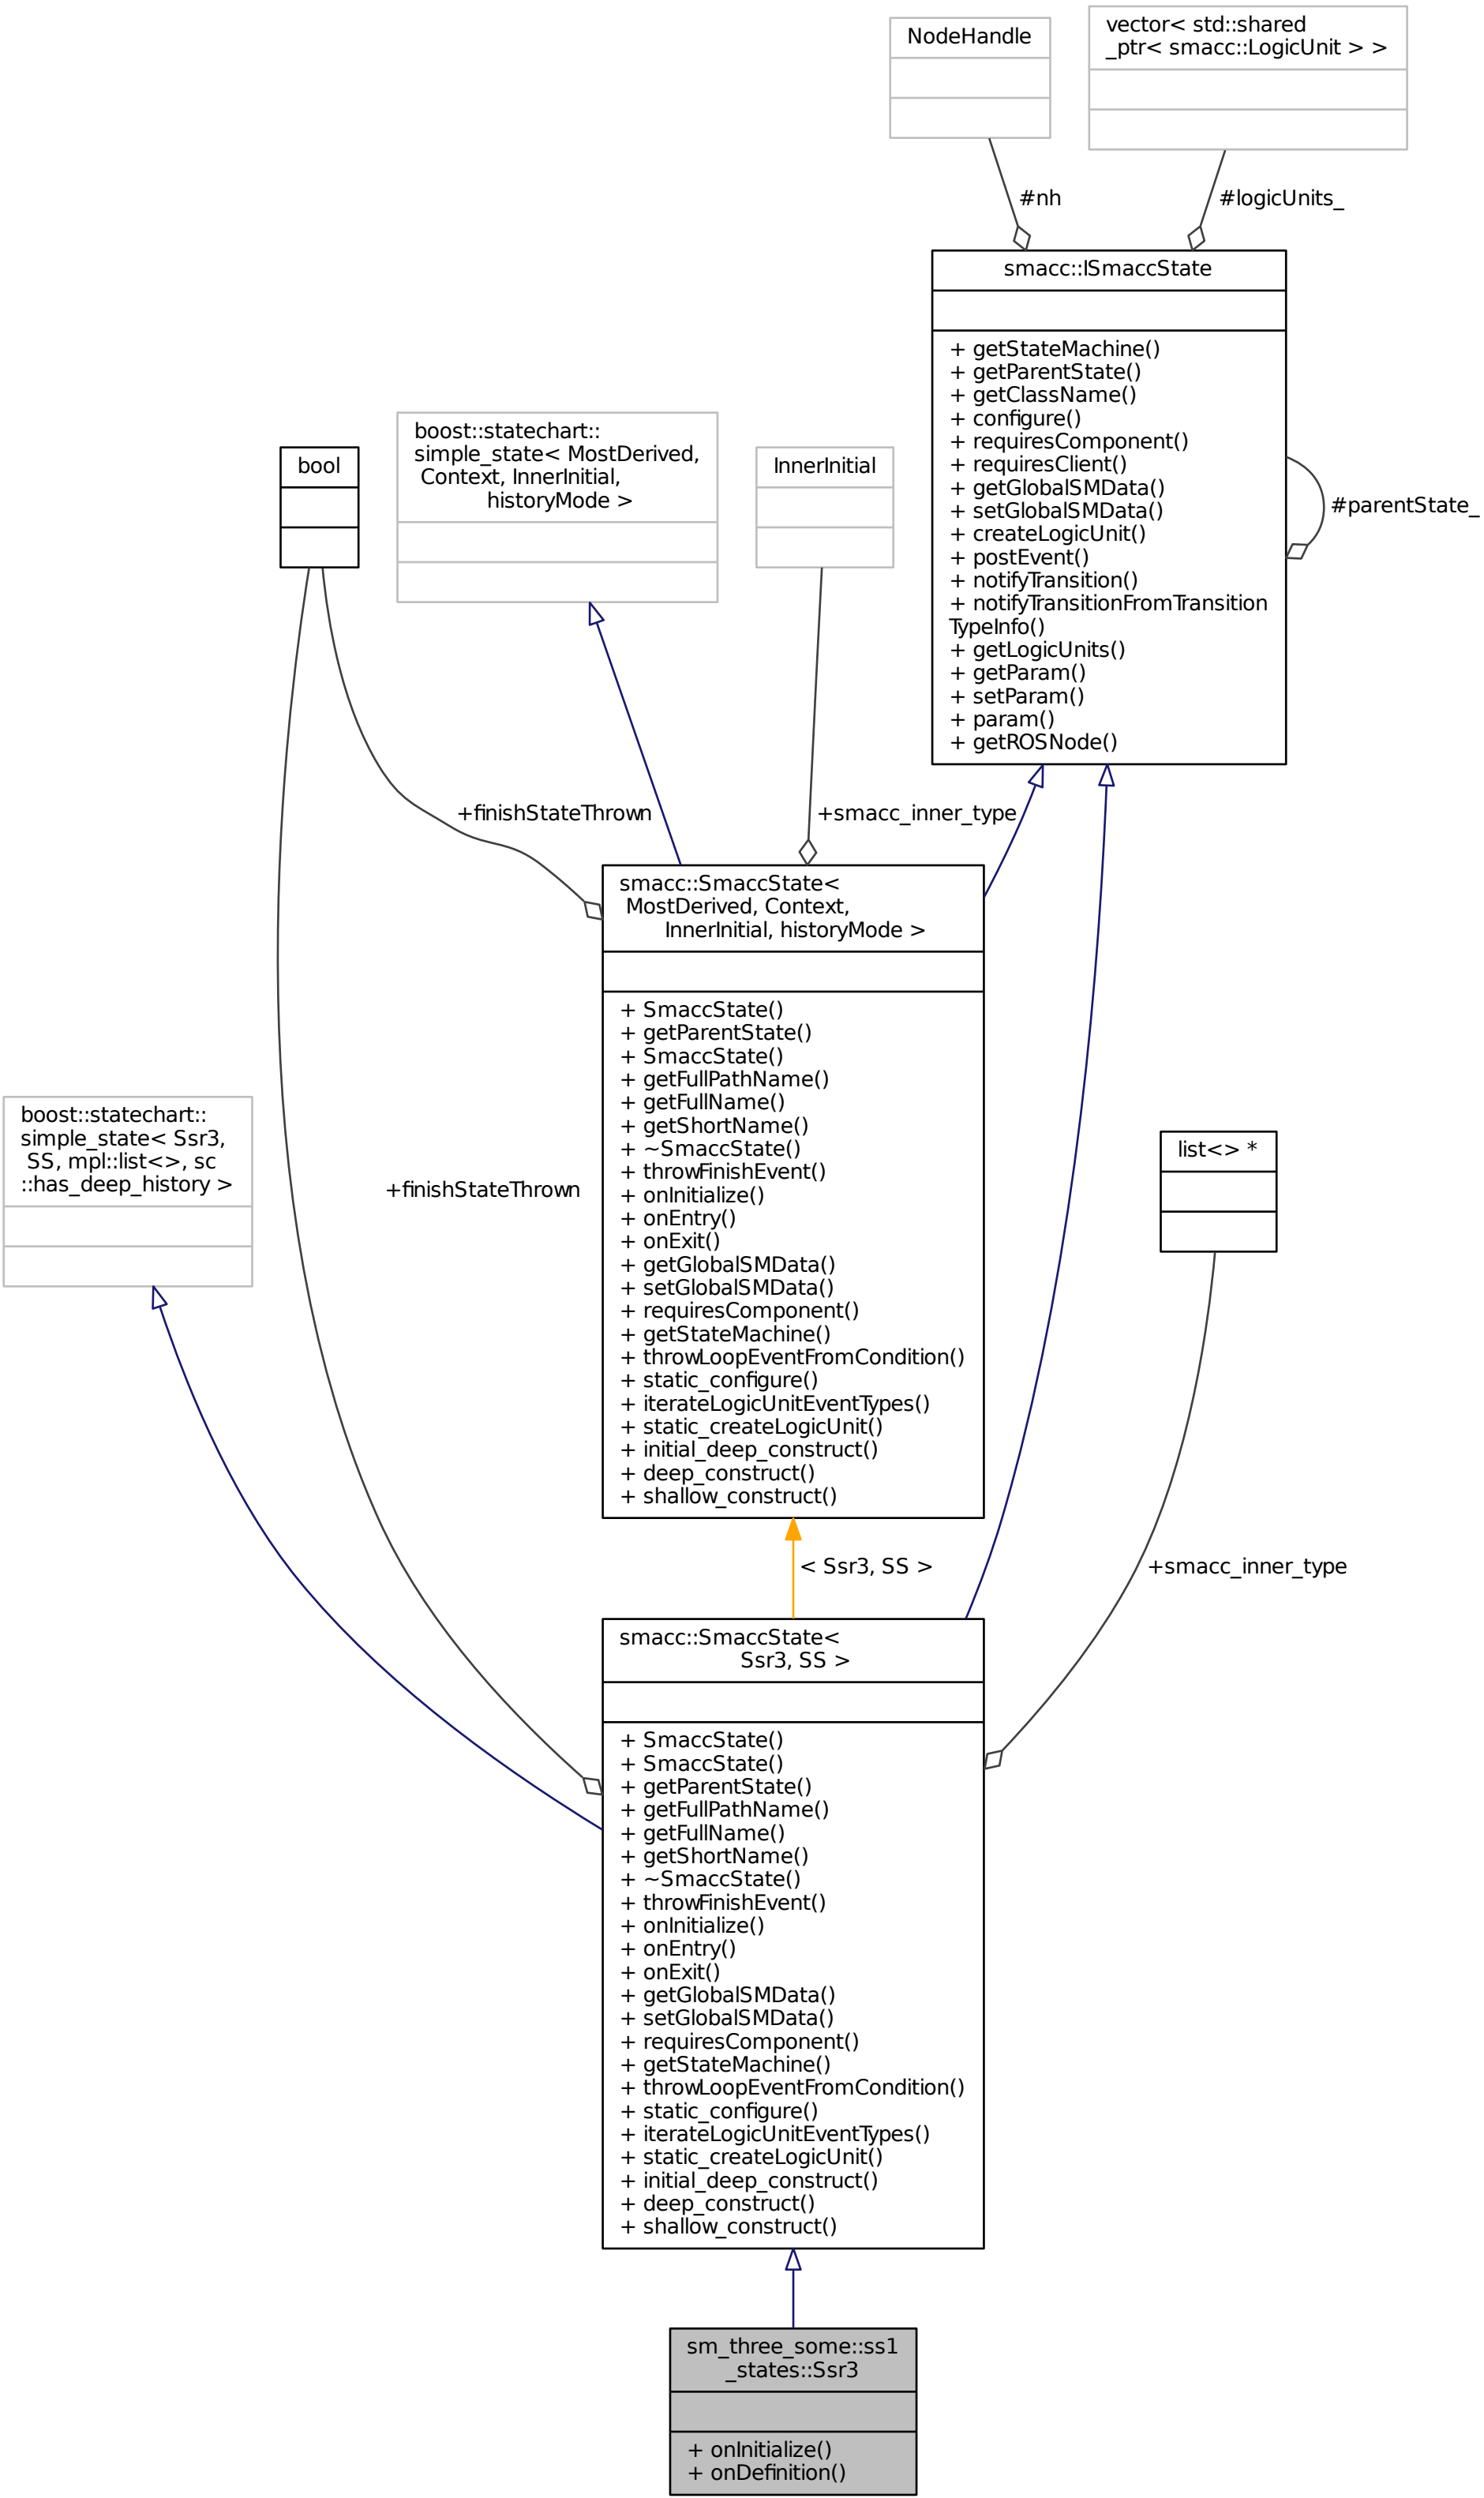 NodeHandle
vector< std::shared
_ptr< smacc::LogicUnit > >
#nh
#logicUnits_
smacc::ISmaccState
+ getStateMachine()
+ getParentState()
+ getClassName()
+ configure()
+ requiresComponent()
+ requiresClient()
+ getGlobalSMData()
+ setGlobalSMData()
+ createLogicUnit()
+ postEvent()
+ notifyTransition()
+ notifyTransitionFromTransition
TypeInfo()
+ getLogicUnits()
+ getParam()
+ setParam()
+ param()
+ getROSNode()
#parentState_
bool
boost::statechart::
simple_state< MostDerived,
Context, InnerInitial,
historyMode >
InnerInitial
+finishStateThrown
+smacc_inner_type
smacc::SmaccState<
MostDerived, Context,
InnerInitial, historyMode >
+ SmaccState()
+ getParentState()
+ SmaccState()
+ getFullPathName()
+ getFullName()
+ getShortName()
+ ~SmaccState()
+ throwFinishEvent()
+ onInitialize()
+ onEntry()
+ onExit()
+ getGlobalSMData()
+ setGlobalSMData()
+ requiresComponent()
+ getStateMachine()
+ throwLoopEventFromCondition()
+ static_configure()
+ iterateLogicUnitEventTypes()
+ static_createLogicUnit()
+ initial_deep_construct()
+ deep_construct()
+ shallow_construct()
boost::statechart::
simple_state< Ssr3,
SS, mpl::list<>, sc
::has_deep_history >
+finishStateThrown
list<> *
< Ssr3, SS >
+smacc_inner_type
smacc::SmaccState<
Ssr3, SS >
+ SmaccState()
+ SmaccState()
+ getParentState()
+ getFullPathName()
+ getFullName()
+ getShortName()
+ ~SmaccState()
+ throwFinishEvent()
+ onInitialize()
+ onEntry()
+ onExit()
+ getGlobalSMData()
+ setGlobalSMData()
+ requiresComponent()
+ getStateMachine()
+ throwLoopEventFromCondition()
+ static_configure()
+ iterateLogicUnitEventTypes()
+ static_createLogicUnit()
+ initial_deep_construct()
+ deep_construct()
+ shallow_construct()
sm_three_some::ss1
_states::Ssr3
+ onInitialize()
+ onDefinition()